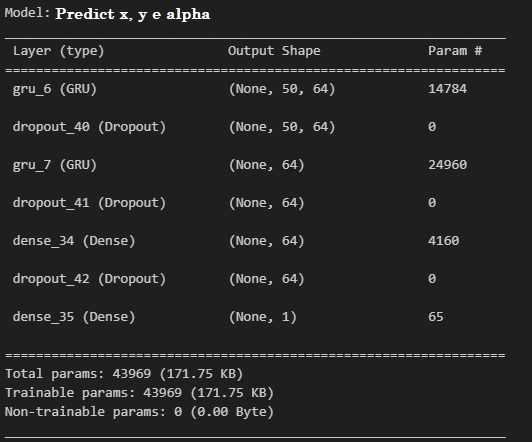 Model: Predict x, y e alpha
Layer (type) Output Shape Param #
gru_6 (GRU) (None, 50, 64) 14784
dropout_40 (Dropout) (None, 50, 64) 0
gru_7 (GRU) (None, 64) 24960
dropout_41 (Dropout) (None, 64) 0
dense_34 (Dense) (None, 64) 4160
dropout_42 (Dropout) (None, 64) 0
dense_35 (Dense) (None, 1) 65
Total params: 43969 (171.75 KB)
Trainable params: 43969 (171.75 KB)
Non-trainable params: 0 (0.00 Byte)